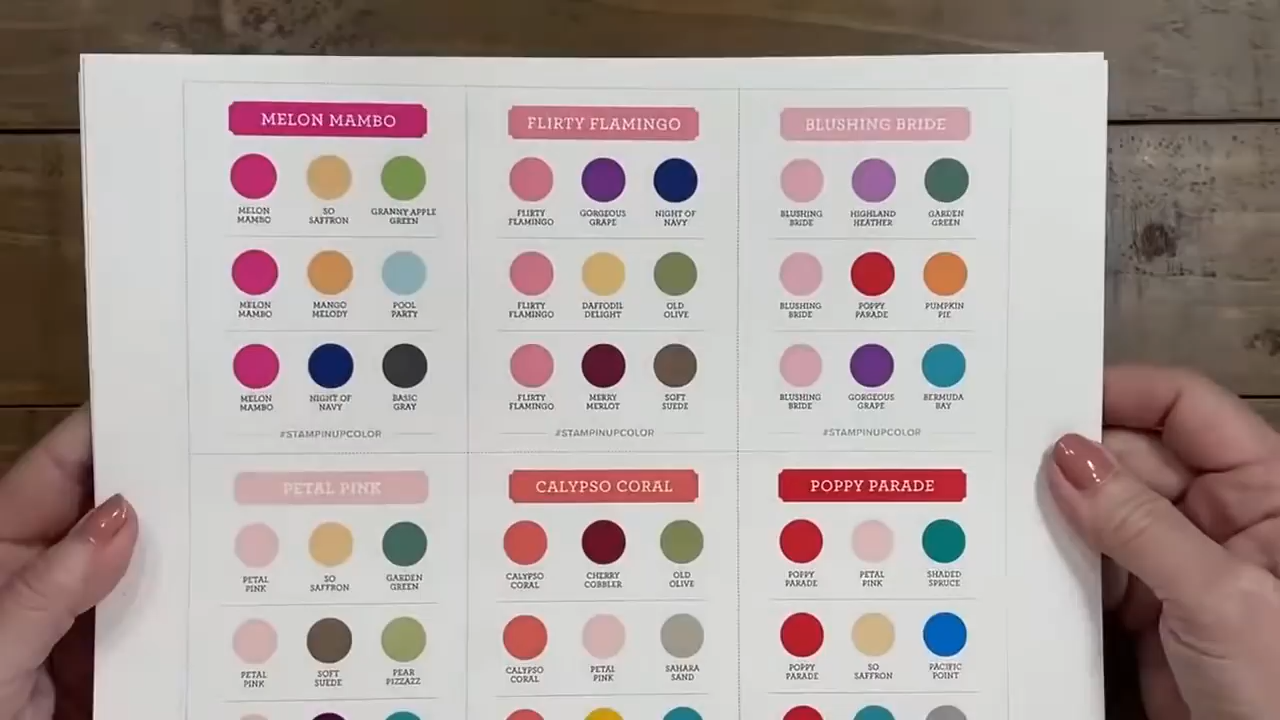 MELON MAMBO
MELON
MAMBO
SO
SAFFRON
GRANNY APPLE
GREEN
MELON
MAMBO
MANGO
MELODY
POOL
PARTY
MELON
MAMBO
NIGHT OF
NAVY
BASIC
GRAY
#STAMPINUPCOLOR
FLIRTY FLAMINGO
FLIRTY
FLAMINGO
GORGEOUS
GRAPE
NIGHT OF
NAVY
FLIRTY
FLAMINGO
DAFFODIL
DELIGHT
OLD
OLIVE
FLIRTY
FLAMINGO
MERRY
MERLOT
SOFT
SUEDE
#STAMPINUPCOLOR
BLUSHING BRIDE
BLUSHING
BRIDE
HIGHLAND
HEATHER
GARDEN
GREEN
BLUSHING
BRIDE
POPPY
PARADE
PUMPKIN
PIE
BLUSHING
BRIDE
GORGEOUS
GRAPE
BERMUDA
BAY
#STAMPINUPCOLOR
PETAL PINK
PETAL
PINK
SO
SAFFRON
GARDEN
GREEN
PETAL
PINK
SOFT
SUEDE
PEAR
PIZZAZZ
CALYPSO CORAL
CALYPSO
CORAL
CHERRY
COBBLER
OLD
OLIVE
CALYPSO
CORAL
PETAL
PINK
SAHARA
SAND
POPPY PARADE
POPPY
PARADE
PETAL
PINK
SHADED
SPRUCE
POPPY
PARADE
SO
SAFFRON
PACIFIC
POINT